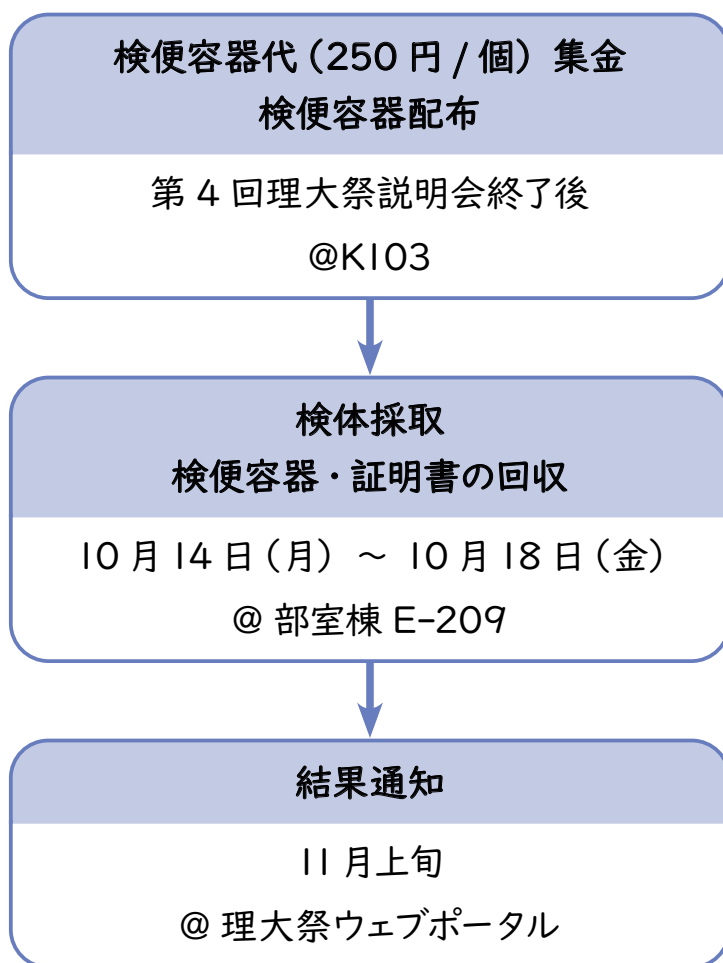 検便容器代（250 円 / 個）集金
検便容器配布
第 4 回理大祭説明会終了後
@K103
検体採取
検便容器・証明書の回収
10 月 14 日（月） ～ 10 月 18 日（金）
@ 部室棟 E-209
結果通知
11 月上旬
@ 理大祭ウェブポータル